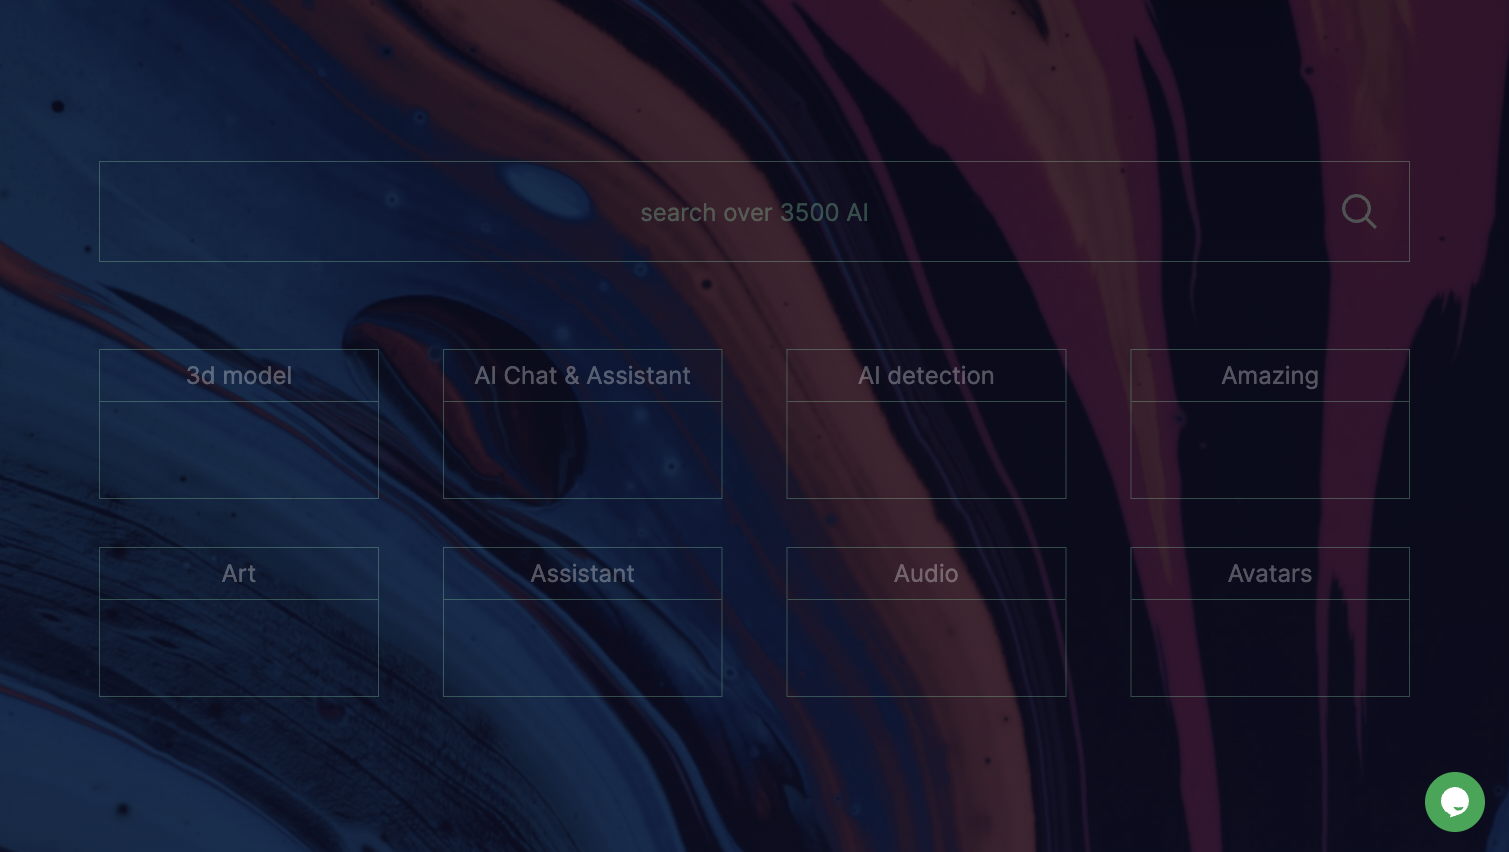 search over 3500 AI
3d model
AI Chat & Assistant
AI detection
Amazing
Art
Assistant
Audio
Avatars